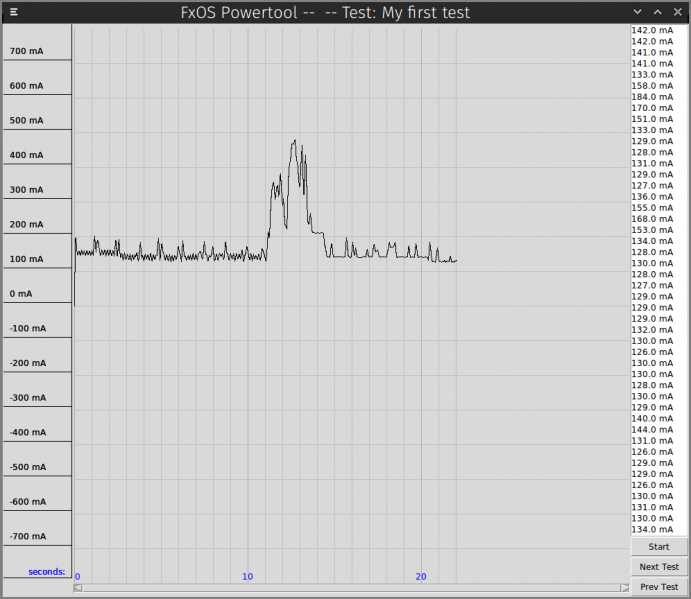 FxOS Powertool -- -- Test: My first test
700 mA
600 mA
500 mA
400 mA
300 mA
200 mA
100 mA
0 mA
-100 mA
-200 mA
-300 mA
-400 mA
-500 mA
-600 mA
-700 mA
seconds:
0
10
20
142.0 mA
142.0 mA
141.0 mA
141.0 mA
133.0 mA
158.0 mA
184.0 mA
170.0 mA
151.0 mA
133.0 mA
129.0 mA
128.0 mA
131.0 mA
129.0 mA
127.0 mA
136.0 mA
155.0 mA
168.0 mA
153.0 mA
134.0 mA
128.0 mA
130.0 mA
128.0 mA
127.0 mA
129.0 mA
129.0 mA
129.0 mA
132.0 mA
130.0 mA
126.0 mA
130.0 mA
130.0 mA
128.0 mA
130.0 mA
129.0 mA
140.0 mA
144.0 mA
131.0 mA
126.0 mA
129.0 mA
129.0 mA
126.0 mA
130.0 mA
131.0 mA
130.0 mA
134.0 mA
Start
Next Test
Prev Test